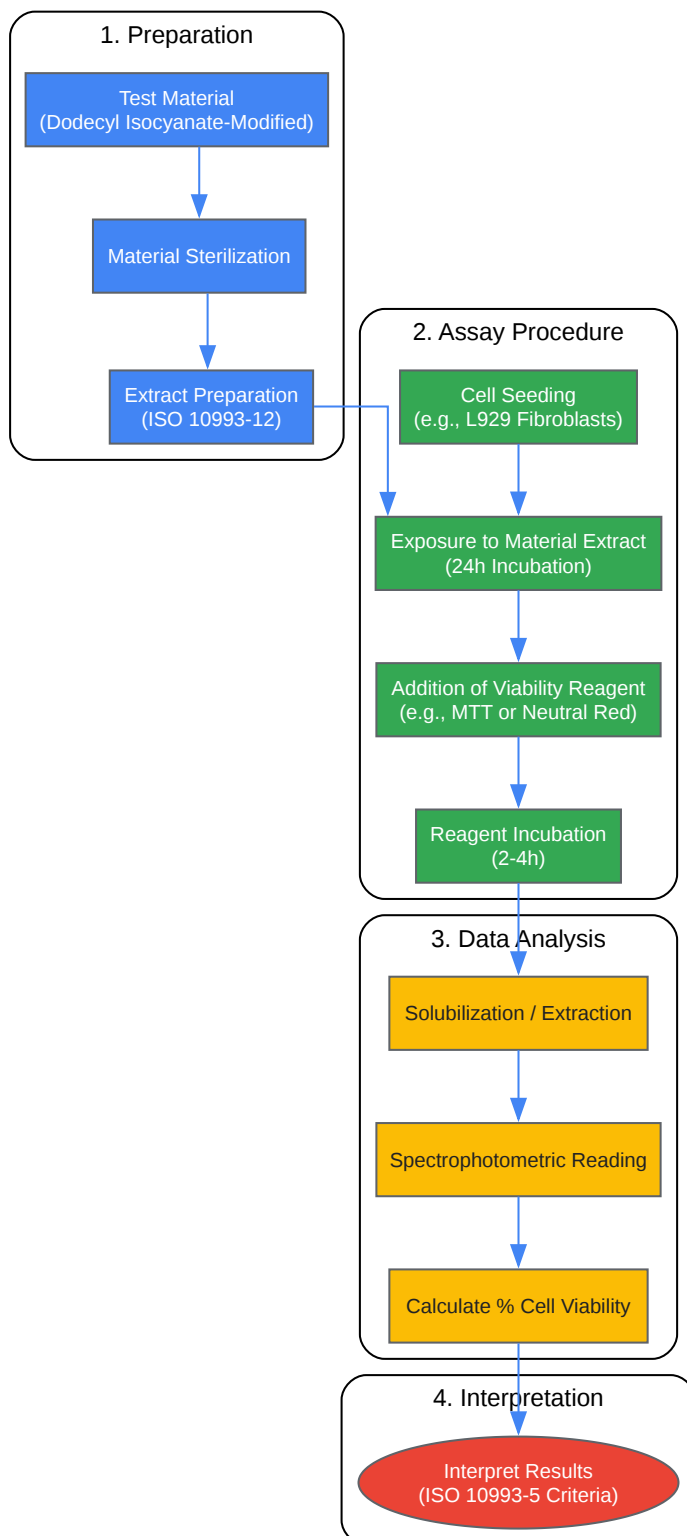 1. Preparation
Test Material
(Dodecyl Isocyanate-Modified)
Material Sterilization
Extract Preparation
(ISO 10993-12)
2. Assay Procedure
Cell Seeding
(e.g., L929 Fibroblasts)
Exposure to Material Extract
(24h Incubation)
Addition of Viability Reagent
(e.g., MTT or Neutral Red)
Reagent Incubation
(2-4h)
3. Data Analysis
Solubilization / Extraction
Spectrophotometric Reading
Calculate % Cell Viability
4. Interpretation
Interpret Results
(ISO 10993-5 Criteria)